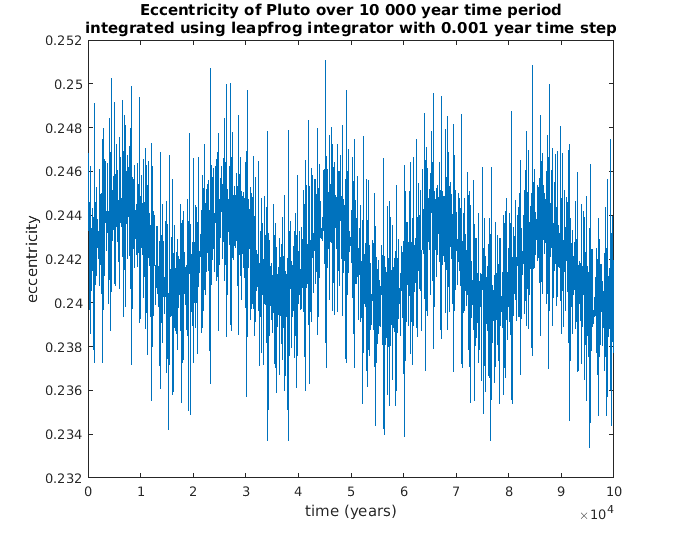 Eccentricity of Pluto over 10 000 year time period
integrated using leapfrog integrator with 0.001 year time step
0.252
0.25
0.248
0.246
0.244
0.242
0.24
0.238
0.236
0.234
0.232
eccentricity
0 1 2 3 4 5 6 7 8 9 10
time (years)
×10⁴